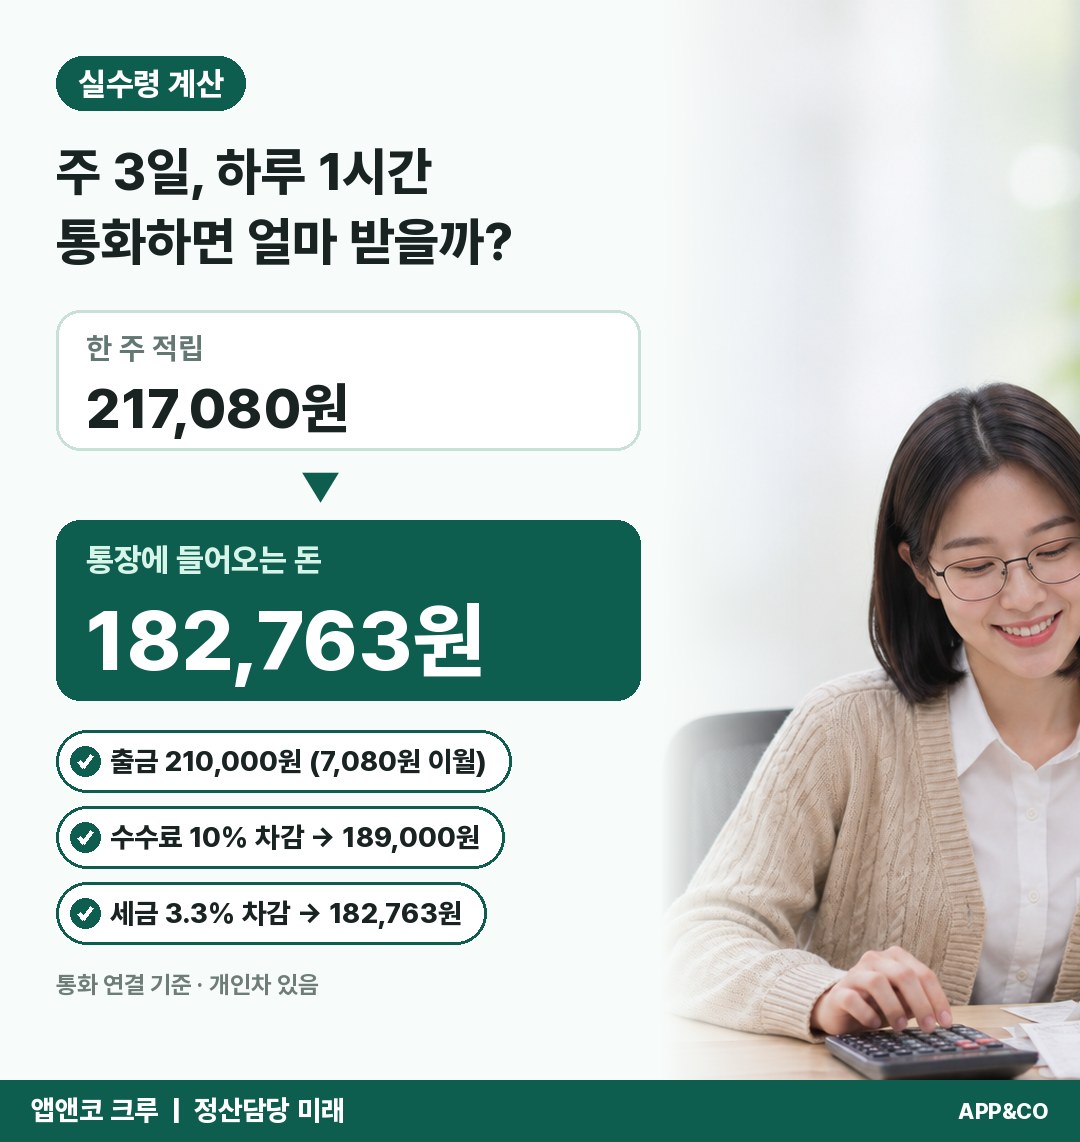 실수령 계산
주 3일, 하루 1시간
통화하면 얼마 받을까?
한 주 적립
217,080원
통장에 들어오는 돈
182,763원
출금 210,000원 (7,080원 이월)
수수료 10% 차감 → 189,000원
세금 3.3% 차감 → 182,763원
통화 연결 기준 · 개인차 있음
앱앤코 크루 | 정산담당 미래
APP&CO